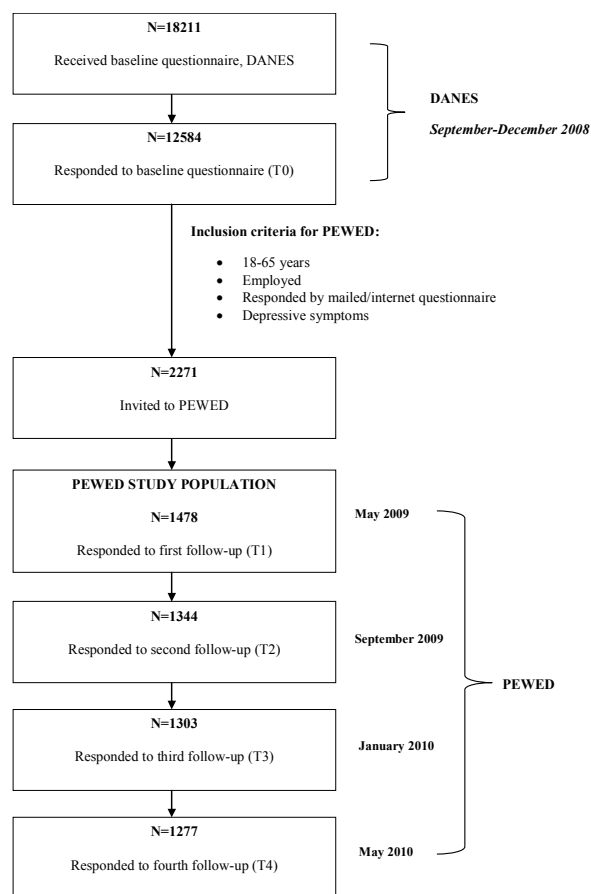 N=18211
Received baseline questionnaire, DANES
DANES
September-December 2008
N=12584
Responded to baseline questionnaire (T0)
Inclusion criteria for PEWED:
• 18-65 years
• Employed
• Responded by mailed/internet questionnaire
• Depressive symptoms
N=2271
Invited to PEWED
PEWED STUDY POPULATION
N=1478
Responded to first follow-up (T1)
May 2009
N=1344
Responded to second follow-up (T2)
September 2009
PEWED
N=1303
Responded to third follow-up (T3)
January 2010
N=1277
Responded to fourth follow-up (T4)
May 2010